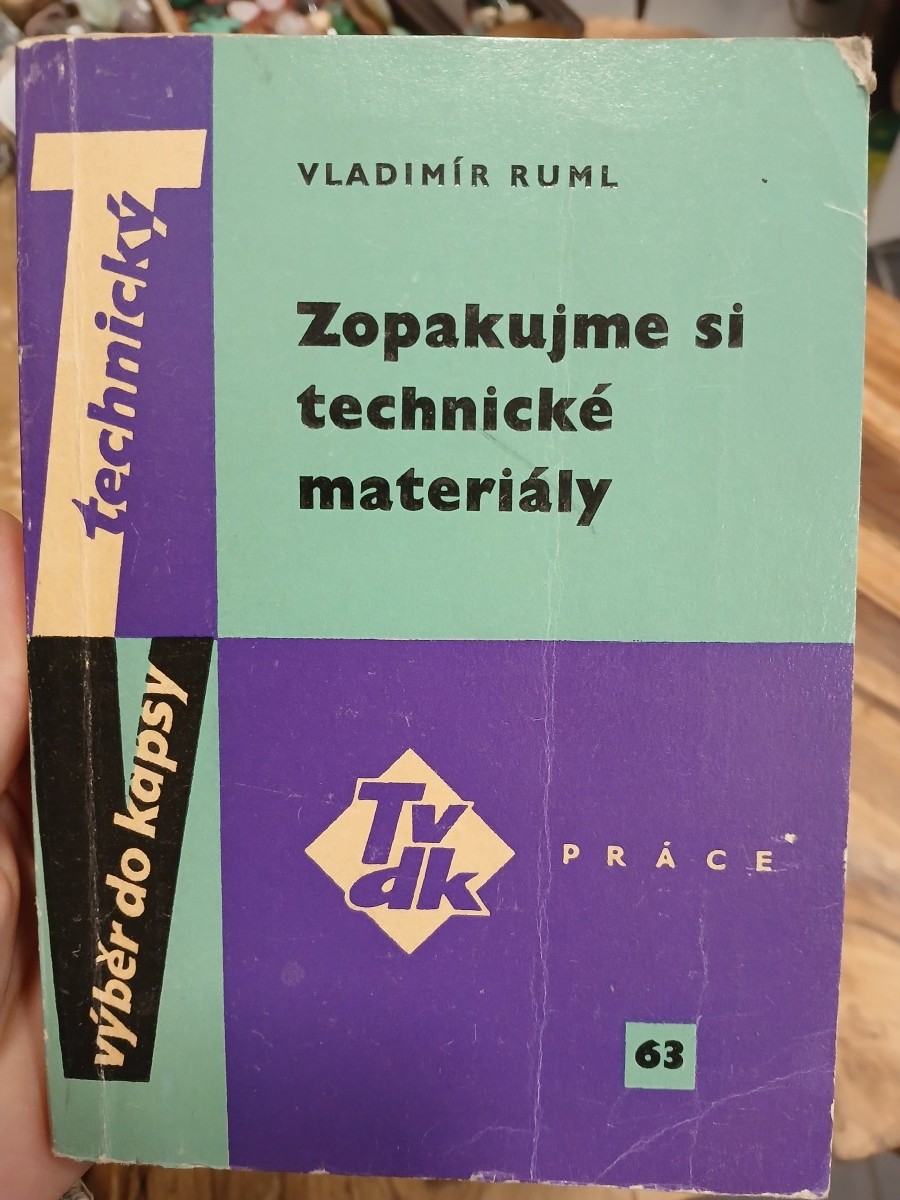 VLADIMÍR RUML
Zopakujme si
technické
materiály
technický
výběr do kapsy
Tv
dk
PRÁCE
63